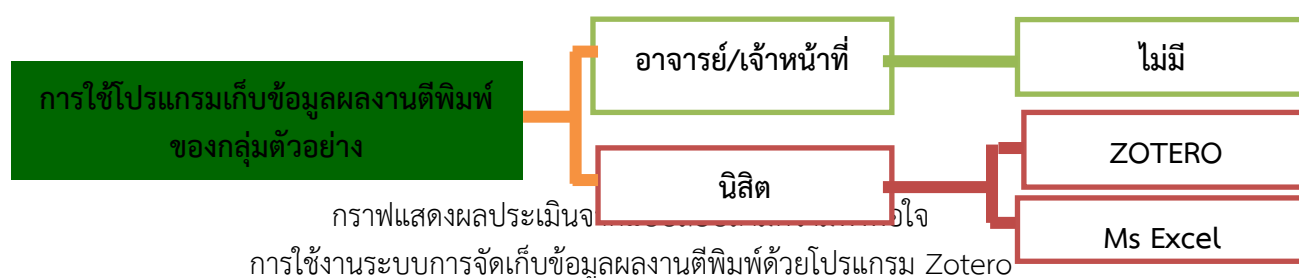 การใช้โปรแกรมเก็บข้อมูลผลงานตีพิมพ์
ของกลุ่มตัวอย่าง
อาจารย์/เจ้าหน้าที่
ไม่มี
นิสิต
ZOTERO
Ms Excel
กราฟแสดงผลประเมิน
การใช้งานระบบการจัดเก็บข้อมูลผลงานตีพิมพ์ด้วยโปรแกรม Zotero